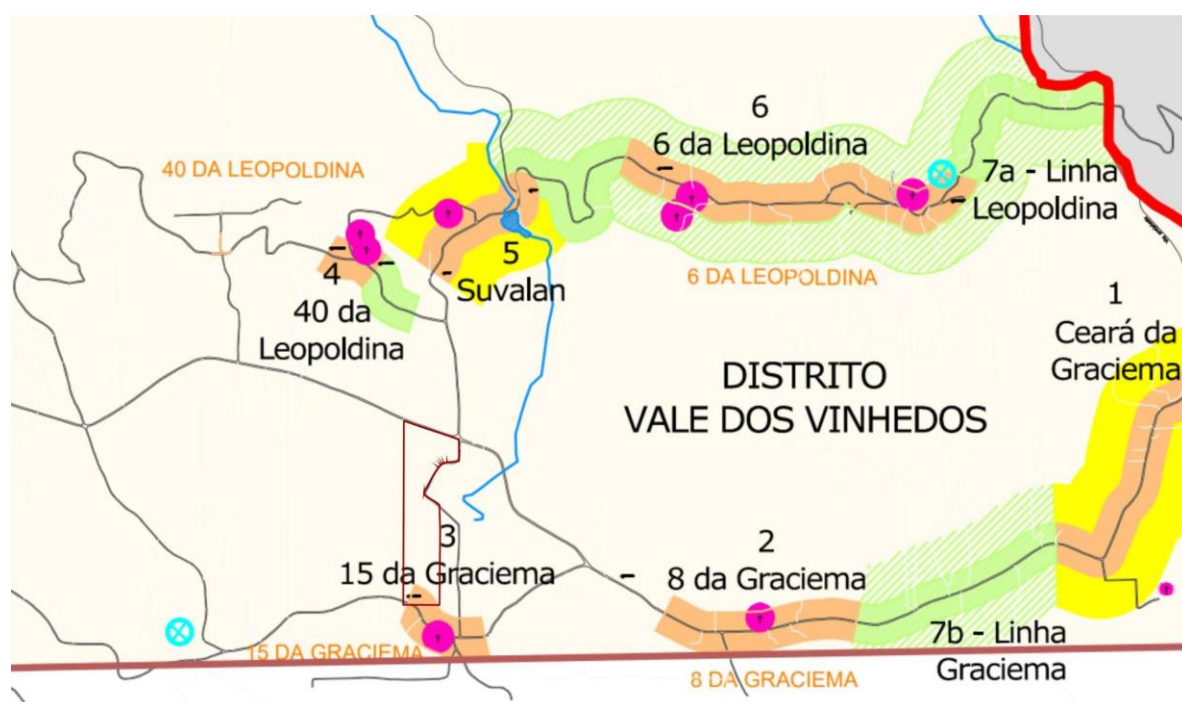 6
6 da Leopoldina
40 DA LEOPOLDINA
7a - Linha
Leopoldina
5
Suvalan
6 DA LEOPOLDINA
4
40 da
Leopoldina
1
Ceará da
Graciema
DISTRITO
VALE DOS VINHEDOS
3
15 da Graciema
2
8 da Graciema
7b - Linha
Graciema
15 DA GRACIEMA
8 DA GRACIEMA